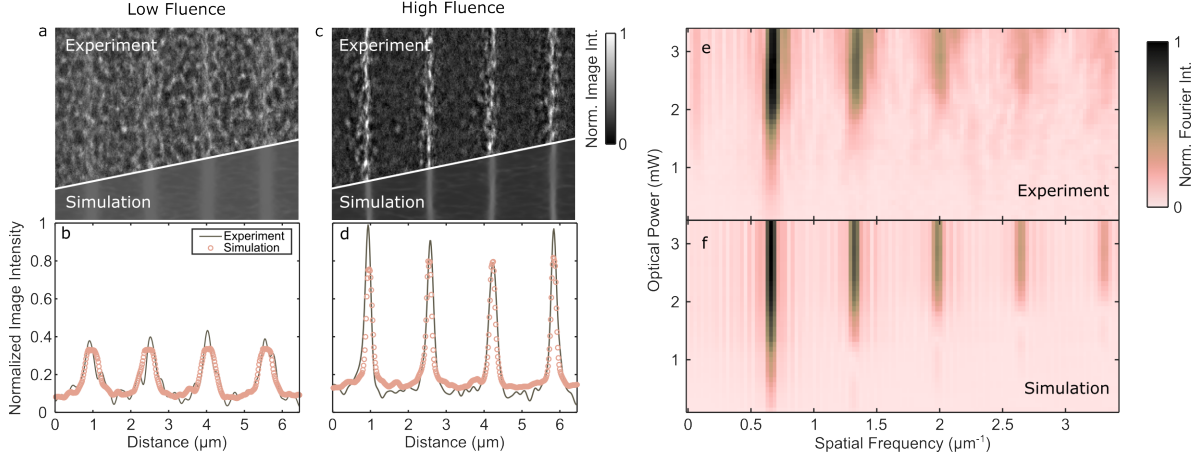 Low Fluence
High Fluence
a
Experiment
Simulation
c
Experiment
Simulation
1
0
Norm. Image Int.
b
Experiment
Simulation
d
Normalized Image Intensity
1
0.8
0.6
0.4
0.2
0
0 1 2 3 4 5 6
Distance (µm)
0 1 2 3 4 5 6
Distance (µm)
e
3
2
1
Experiment
f
3
2
1
Simulation
Optical Power (mW)
0 0.5 1 1.5 2 2.5 3
Spatial Frequency (µm⁻¹)
1
0
Norm. Fourier Int.